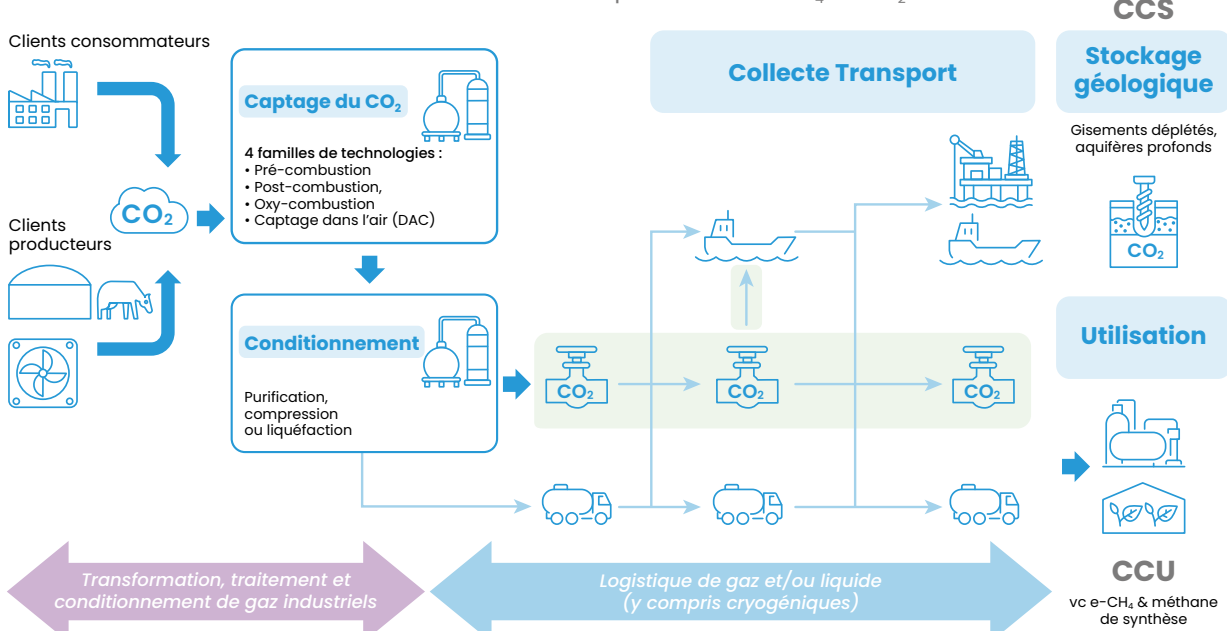 CCS
Clients consommateurs
Captage du CO₂
4 familles de technologies :
• Pré-combustion
• Post-combustion,
• Oxy-combustion
• Captage dans l'air (DAC)
CO₂
Clients
producteurs
Conditionnement
Purification,
compression
ou liquéfaction
Collecte Transport
CO₂
CO₂
CO₂
Stockage
géologique
Gisements déplétés,
aquifères profonds
CO₂
Utilisation
CCU
vc e-CH₄ & méthane
de synthèse
Transformation, traitement et
conditionnement de gaz industriels
Logistique de gaz et/ou liquide
(y compris cryogéniques)